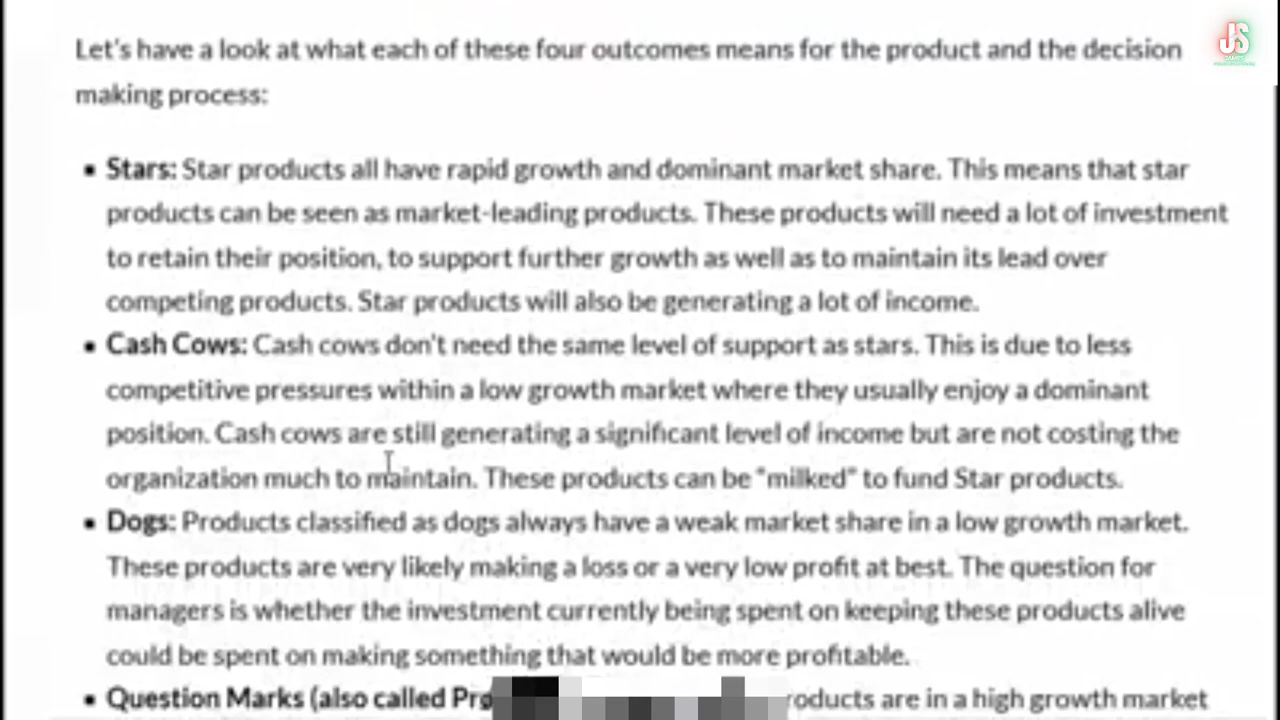 Let's have a look at what each of these four outcomes means for the product and the decision
making process:
JS
▪ Stars: Star products all have rapid growth and dominant market share. This means that star
products can be seen as market-leading products. These products will need a lot of investment
to retain their position, to support further growth as well as to maintain its lead over
competing products. Star products will also be generating a lot of income.
▪ Cash Cows: Cash cows don't need the same level of support as stars. This is due to less
competitive pressures within a low growth market where they usually enjoy a dominant
position. Cash cows are still generating a significant level of income but are not costing the
organization much to maintain. These products can be "milked" to fund Star products.
▪ Dogs: Products classified as dogs always have a weak market share in a low growth market.
These products are very likely making a loss or a very low profit at best. The question for
managers is whether the investment currently being spent on keeping these products alive
could be spent on making something that would be more profitable.
▪ Question Marks (also called products are in a high growth market